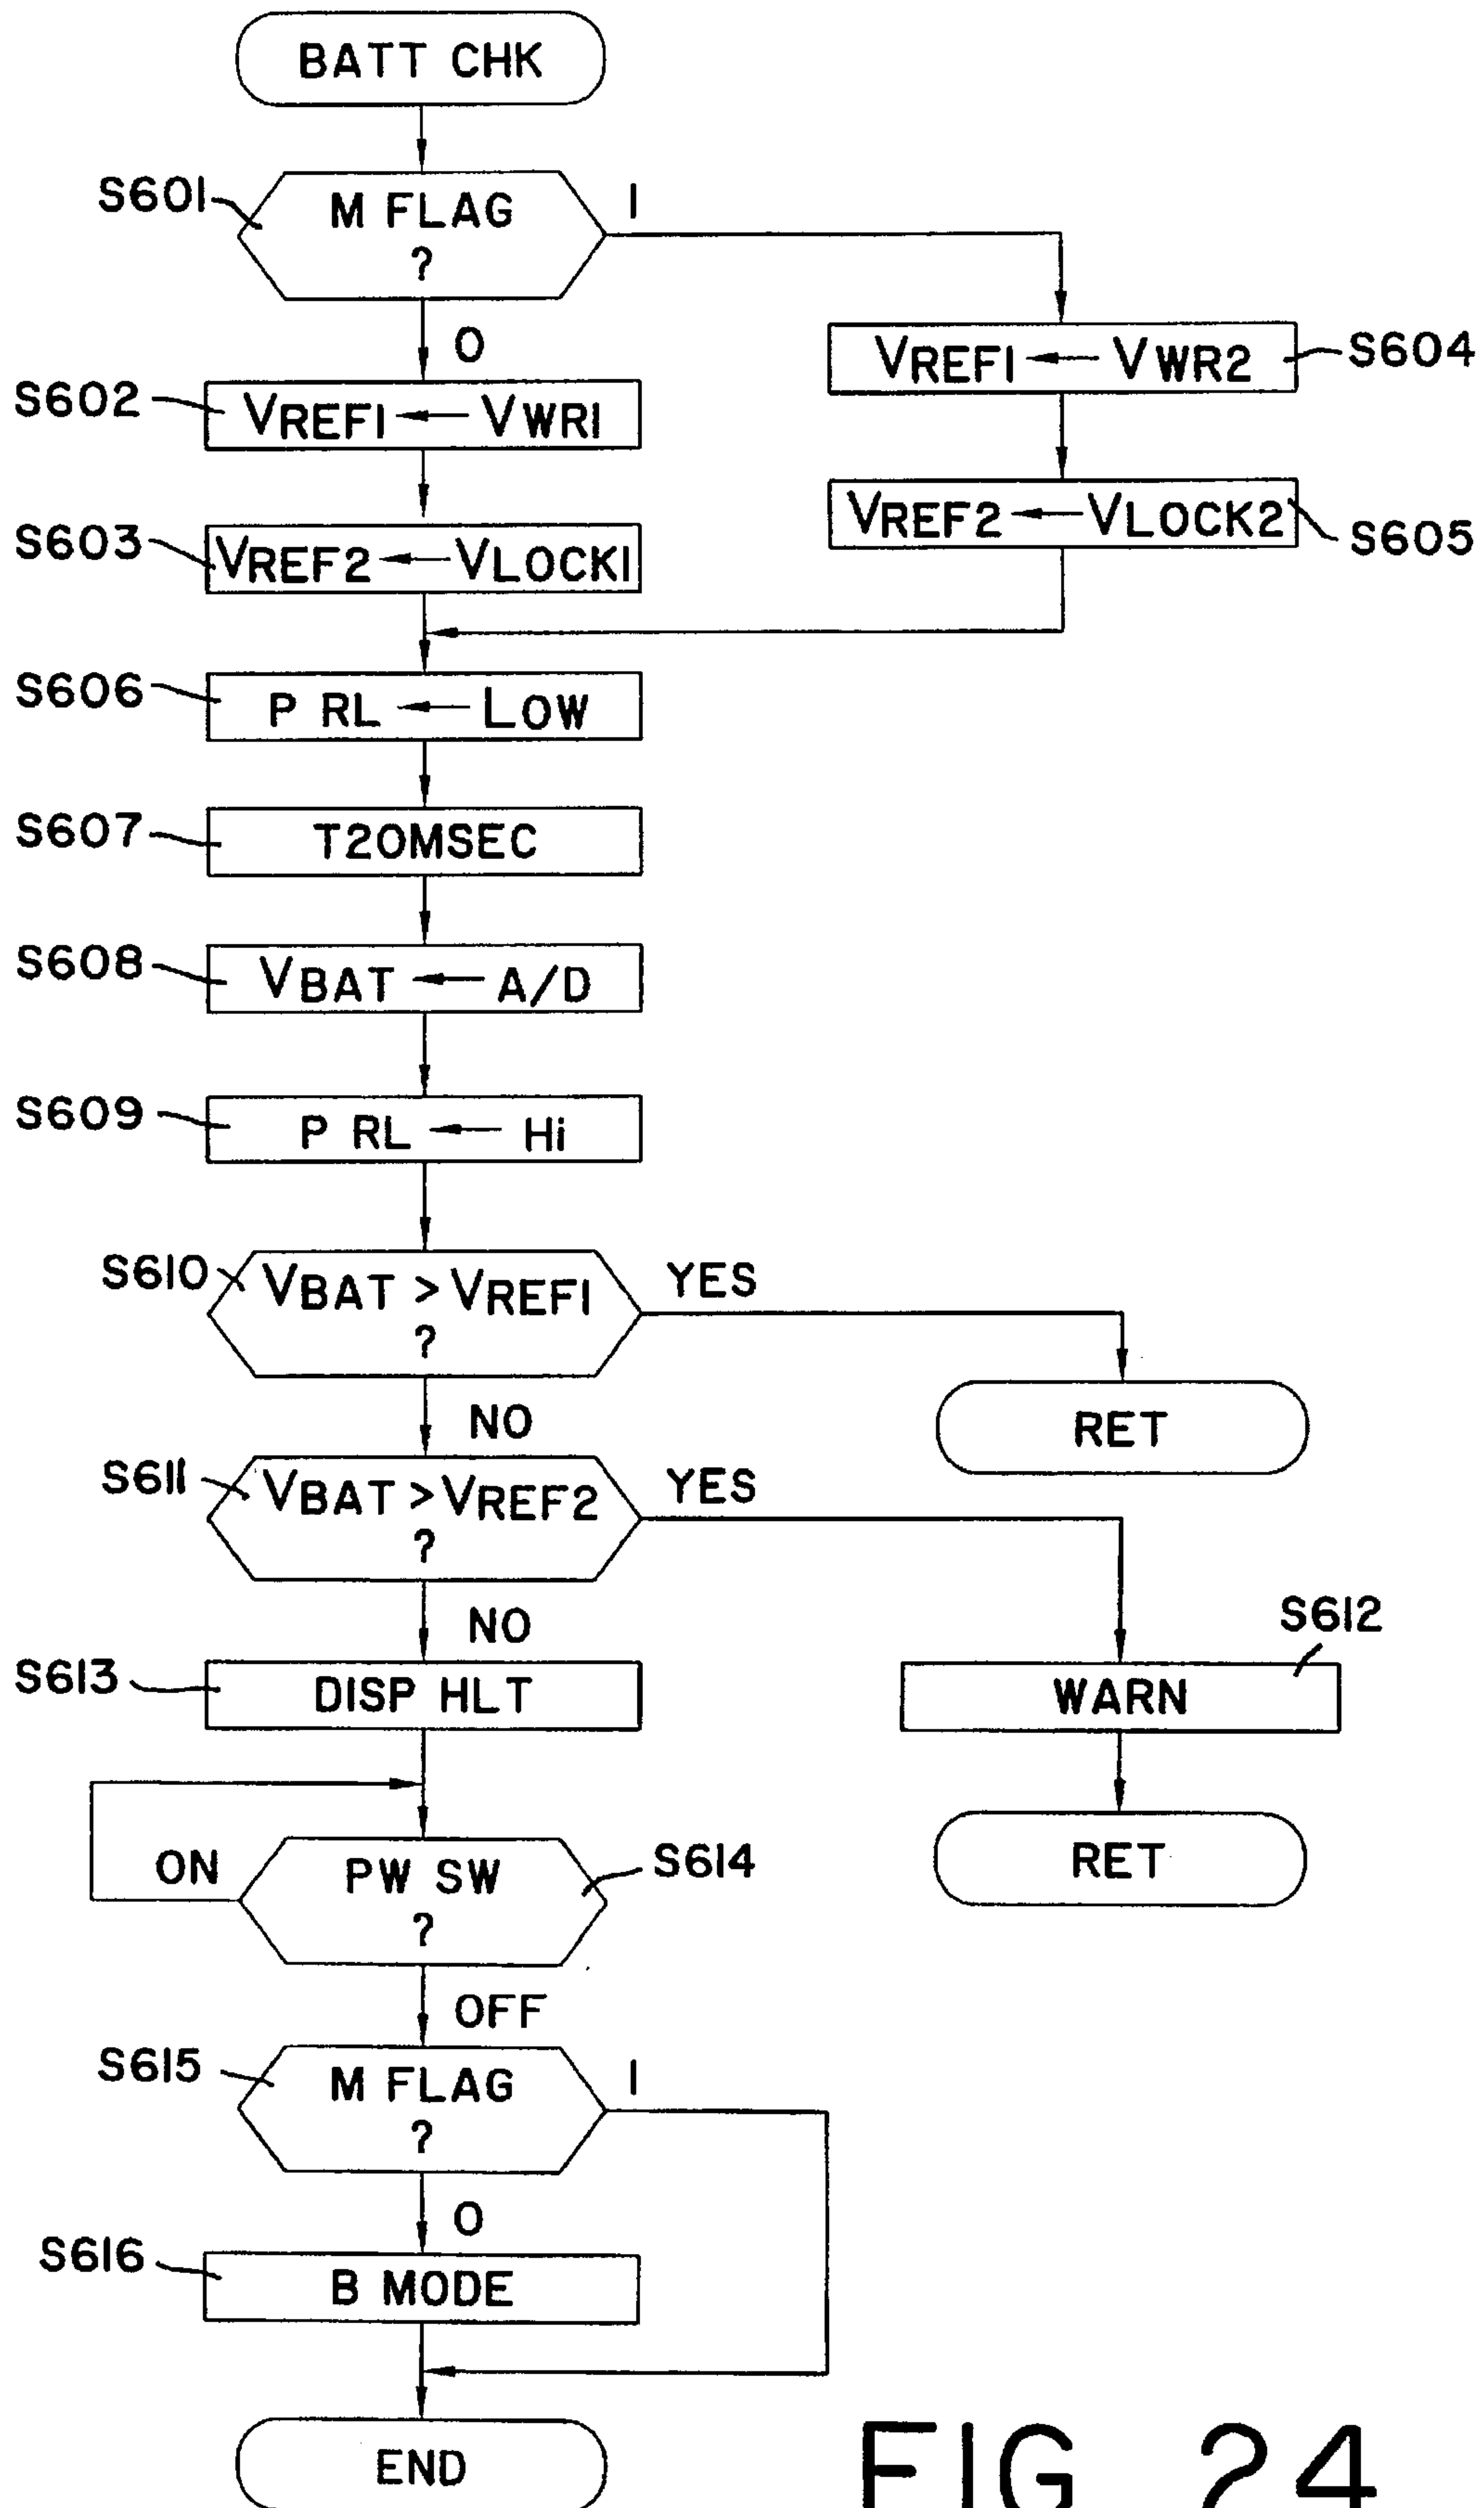 BATT CHK
S601
M FLAG
?
1
0
VREF1 ← VWR2
S604
S602
VREF1 ← VWR1
VREF2 ← VLOCK2
S605
S603
VREF2 ← VLOCK1
S606
P RL ← LOW
S607
T20MSEC
S608
VBAT ← A/D
S609
P RL ← Hi
S610
VBAT > VREF1
?
YES
RET
NO
S611
VBAT > VREF2
?
YES
NO
S612
WARN
RET
S613
DISP HLT
ON
PW SW
?
S614
OFF
S615
M FLAG
?
1
0
S616
B MODE
END
FIG 24